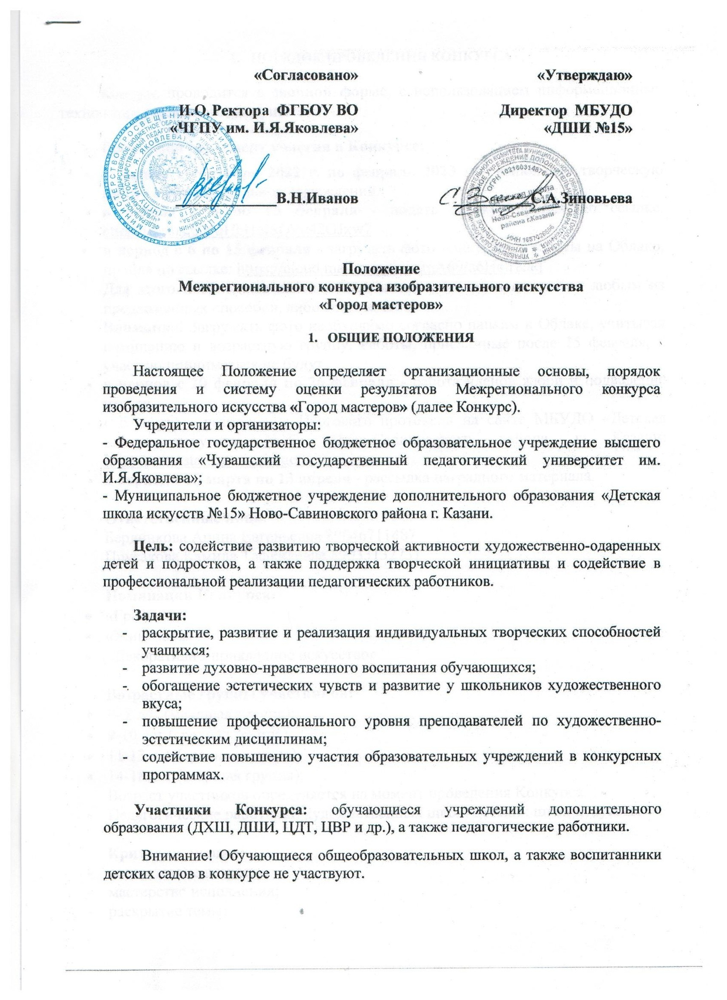 «Согласовано»
«Утверждаю»
И.О. Ректора ФГБОУ ВО
«ЧГПУ им. И.Я.Яковлева»
Директор МБУДО
«ДШИ №15»
В.Н.Иванов
С.А.Зиновьева
Положение
Межрегионального конкурса изобразительного искусства
«Город мастеров»
1. ОБЩИЕ ПОЛОЖЕНИЯ
Настоящее Положение определяет организационные основы, порядок
проведения и систему оценки результатов Межрегионального конкурса
изобразительного искусства «Город мастеров» (далее Конкурс).
Учредители и организаторы:
- Федеральное государственное бюджетное образовательное учреждение высшего
образования «Чувашский государственный педагогический университет им.
И.Я.Яковлева»;
- Муниципальное бюджетное учреждение дополнительного образования «Детская
школа искусств №15» Ново-Савиновского района г. Казани.
Цель: содействие развитию творческой активности художественно-одаренных
детей и подростков, а также поддержка творческой инициативы и содействие в
профессиональной реализации педагогических работников.
Задачи:
- раскрытие, развитие и реализация индивидуальных творческих способностей
учащихся;
- развитие духовно-нравственного воспитания обучающихся;
- обогащение эстетических чувств и развитие у школьников художественного
вкуса;
- повышение профессионального уровня преподавателей по художественно-
эстетическим дисциплинам;
- содействие повышению участия образовательных учреждений в конкурсных
программах.
Участники Конкурса: обучающиеся учреждений дополнительного
образования (ДХШ, ДШИ, ЦДТ, ЦВР и др.), а также педагогические работники.
Внимание! Обучающиеся общеобразовательных школ, а также воспитанники
детских садов в конкурсе не участвуют.